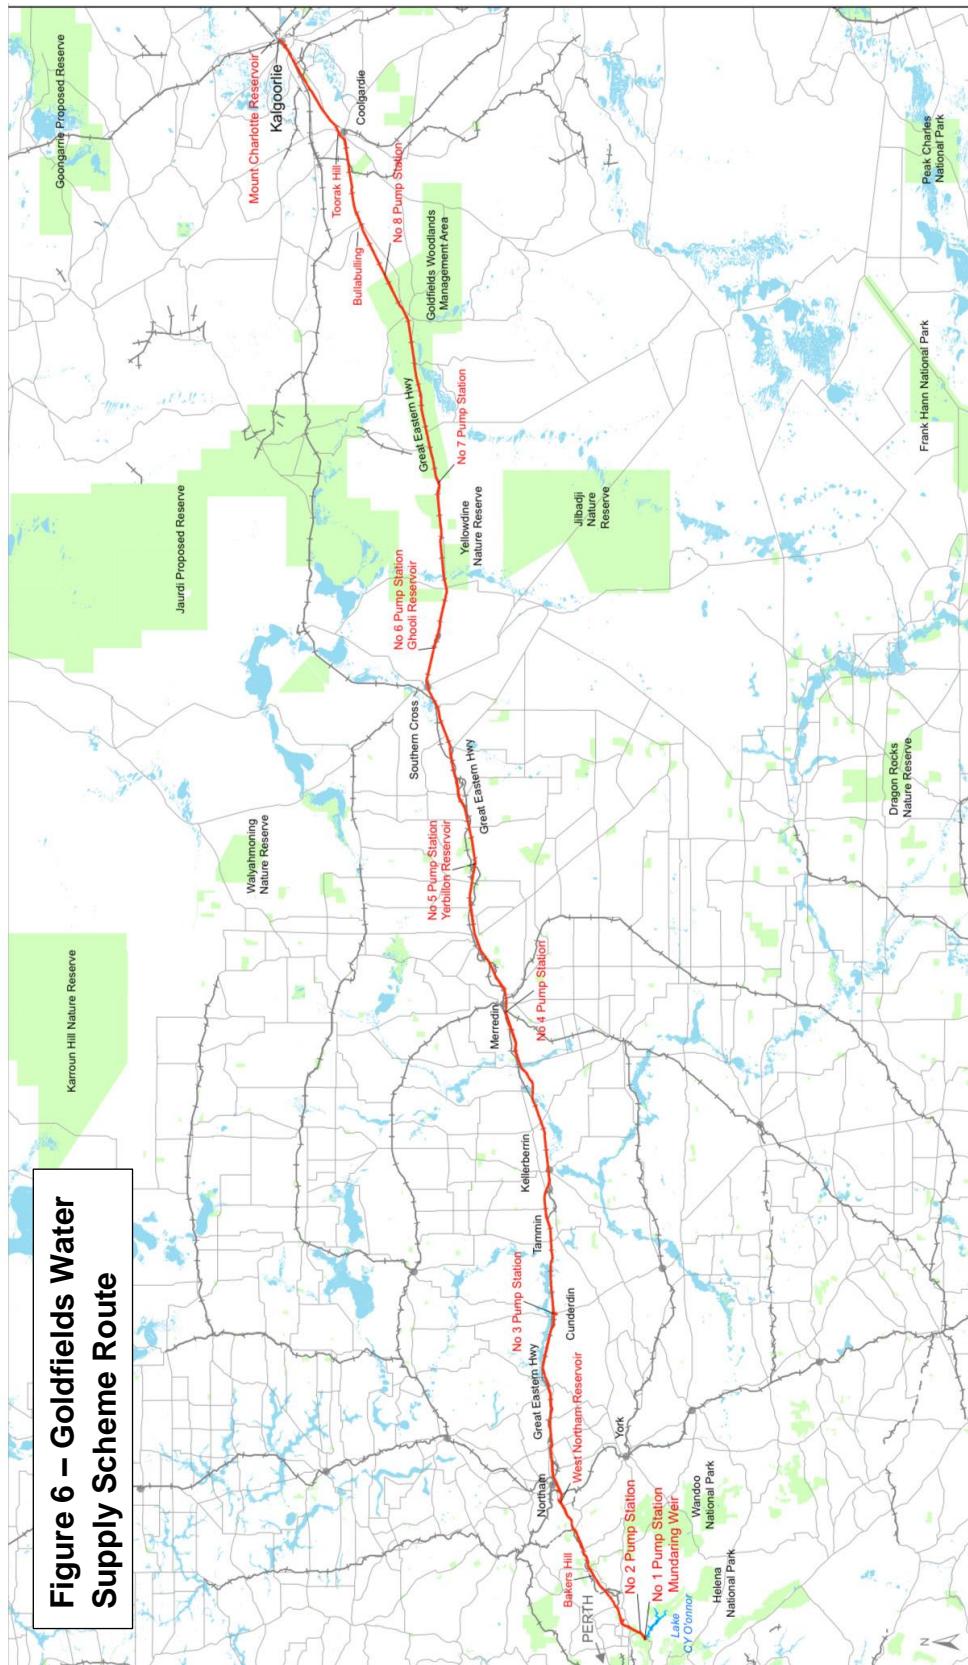 Figure 6 – Goldfields Water
Supply Scheme Route
Goongarrie Proposed Reserve
Mount Charlotte Reservoir
Kalgoorlie
Toorak Hill
Coolgardie
Bullabulling
No 8 Pump Station
Goldfields Woodlands
Management Area
Peak Charles
National Park
Great Eastern Hwy
No 7 Pump Station
Frank Hann National Park
Jaurdi Proposed Reserve
Yellowdine
Nature Reserve
Jilbadji
Nature
Reserve
No 6 Pump Station
Ghooli Reservoir
Southern Cross
Great Eastern Hwy
Dragon Rocks
Nature Reserve
Walyahmoning
Nature Reserve
No 5 Pump Station
Yerbillon Reservoir
Karroun Hill Nature Reserve
Merredin
No 4 Pump Station
Kellerberrin
Tammin
No 3 Pump Station
Cunderdin
Great Eastern Hwy
West Northam Reservoir
Northam
York
Bakers Hill
No 2 Pump Station
No 1 Pump Station
Mundaring Weir
Wandoo
National Park
Helena
National Park
PERTH
Lake
CY O'onnor
N